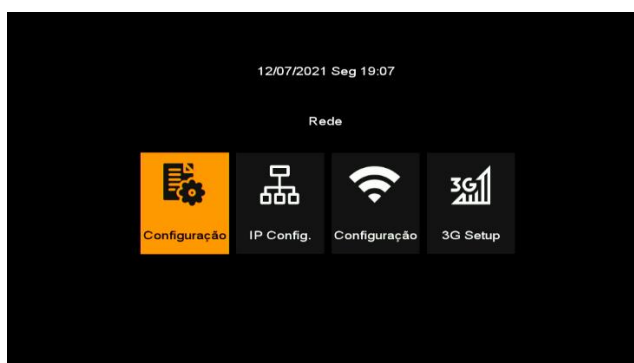 12/07/2021 Seg 19:07
Rede
3G
Configuração IP Config. Configuração 3G Setup